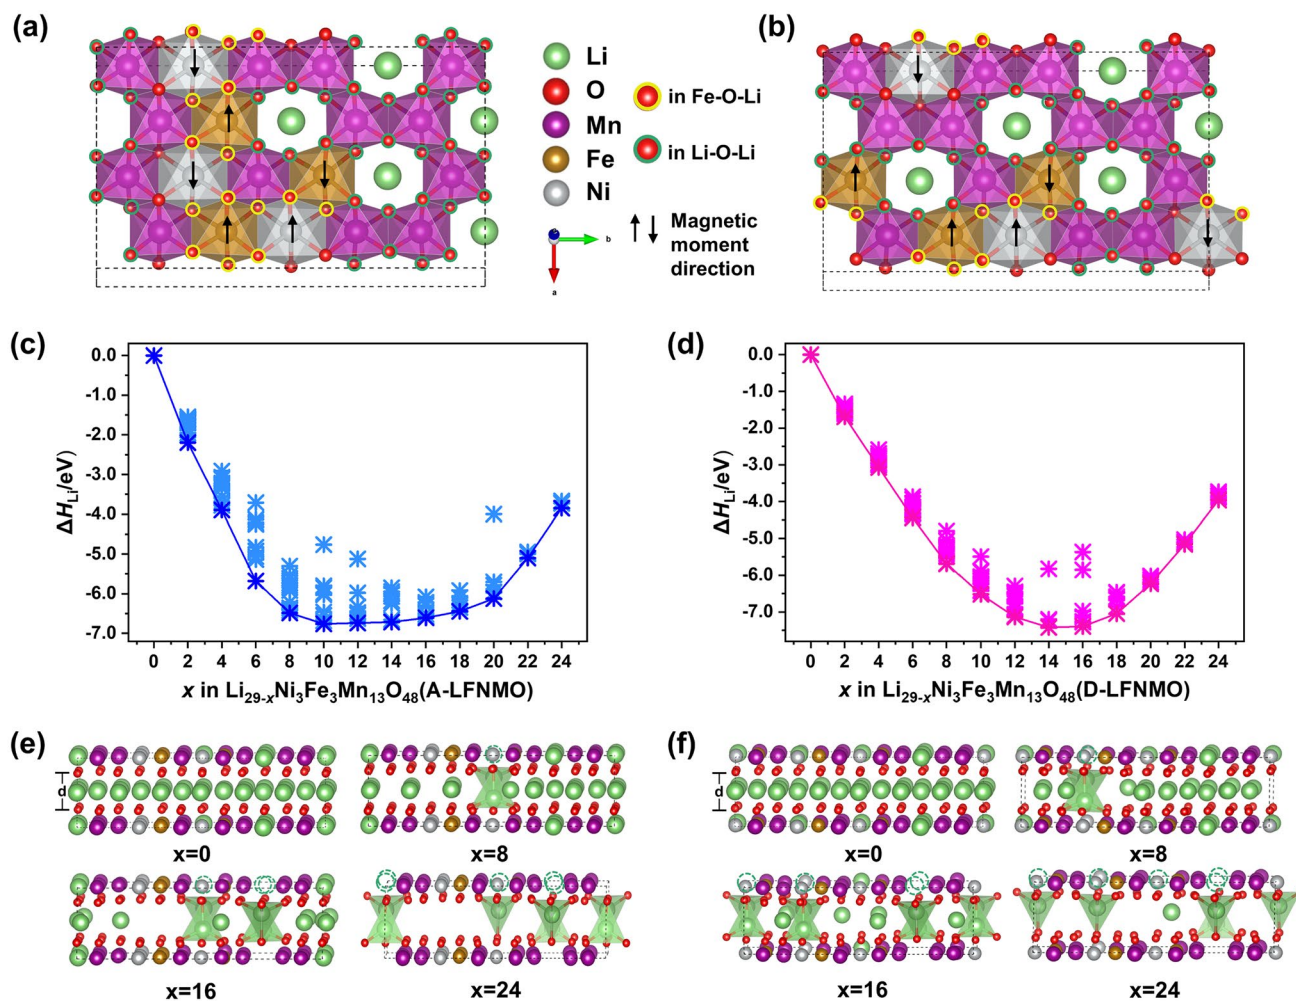 (a)
(b)
Li
O
Mn
Fe
Ni
in Fe-O-Li
in Li-O-Li
b
a
Magnetic
moment
direction
(c)
ΔH_Li/eV
0.0
-1.0
-2.0
-3.0
-4.0
-5.0
-6.0
-7.0
0 2 4 6 8 10 12 14 16 18 20 22 24
x in Li₂₉₋ₓNi₃Fe₃Mn₁₃O₄₈(A-LFNMO)
(d)
ΔH_Li/eV
0.0
-1.0
-2.0
-3.0
-4.0
-5.0
-6.0
-7.0
0 2 4 6 8 10 12 14 16 18 20 22 24
x in Li₂₉₋ₓNi₃Fe₃Mn₁₃O₄₈(D-LFNMO)
(e)
d
x=0
x=8
x=16
x=24
(f)
d
x=0
x=8
x=16
x=24